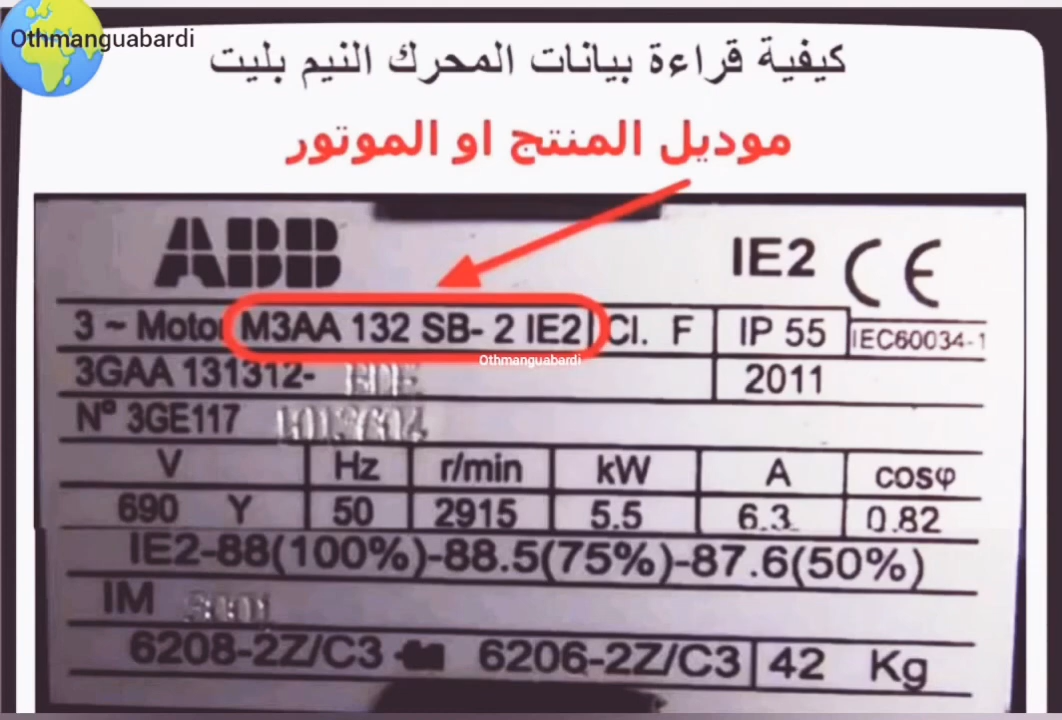 Othmanguabardi
كيفية قراءة بيانات المحرك النيم بليت
موديل المنتج او الموتور
ABB IE2 CE
3 ~ Motor M3AA 132 SB- 2 IE2 Cl. F IP 55 IEC60034-1
Othmanguabardi
3GAA 131312- 2011
Nº 3GE117
V Hz r/min kW A cosφ
690 Y 50 2915 5.5 6.3 0.82
IE2-88(100%)-88.5(75%)-87.6(50%)
IM
6208-2Z/C3 6206-2Z/C3 42 Kg